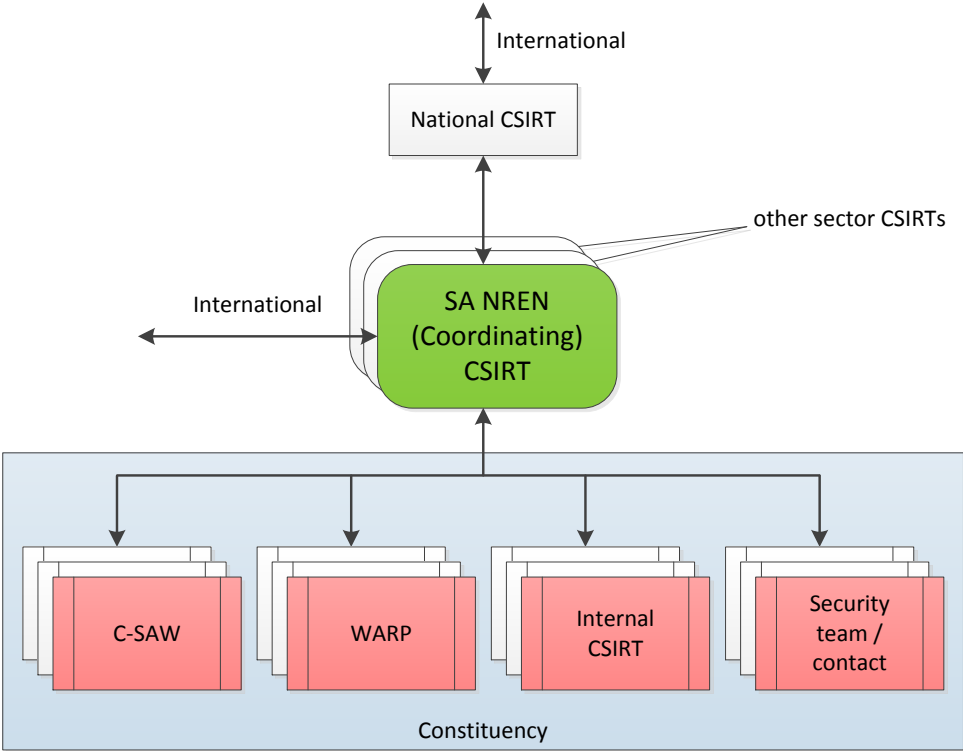 International
National CSIRT
other sector CSIRTs
International
SA NREN
(Coordinating)
CSIRT
C-SAW
WARP
Internal
CSIRT
Security
team /
contact
Constituency